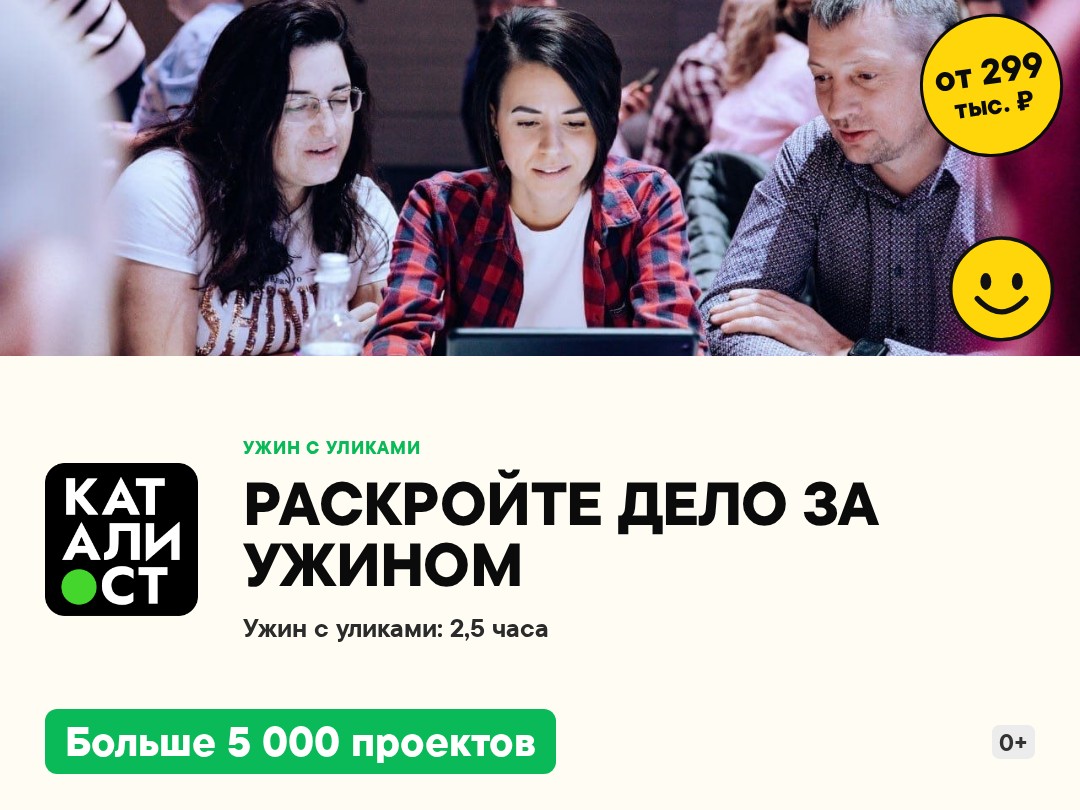 от 299
тыс. ₽
УЖИН С УЛИКАМИ
РАСКРОЙТЕ ДЕЛО ЗА
УЖИНОМ
Ужин с уликами: 2,5 часа
КАТ
АЛИ
СТ
Больше 5 000 проектов
0+